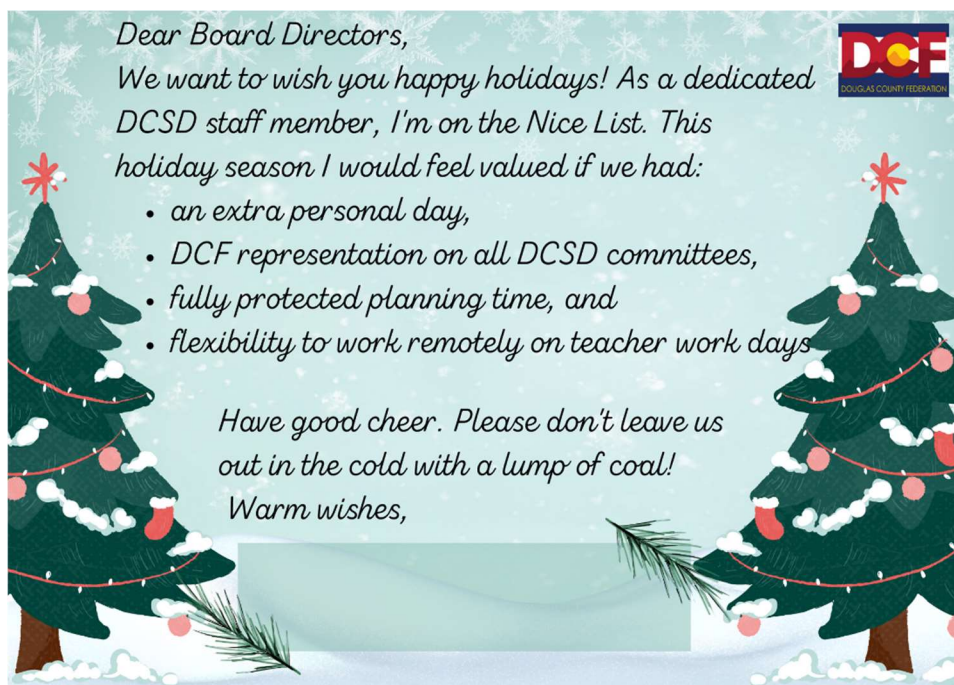 Dear Board Directors,
We want to wish you happy holidays! As a dedicated
DCSD staff member, I'm on the Nice List. This
holiday season I would feel valued if we had:
• an extra personal day,
• DCF representation on all DCSD committees,
• fully protected planning time, and
• flexibility to work remotely on teacher work days
Have good cheer. Please don't leave us
out in the cold with a lump of coal!
Warm wishes,
DCF
DOUGLAS COUNTY FEDERATION